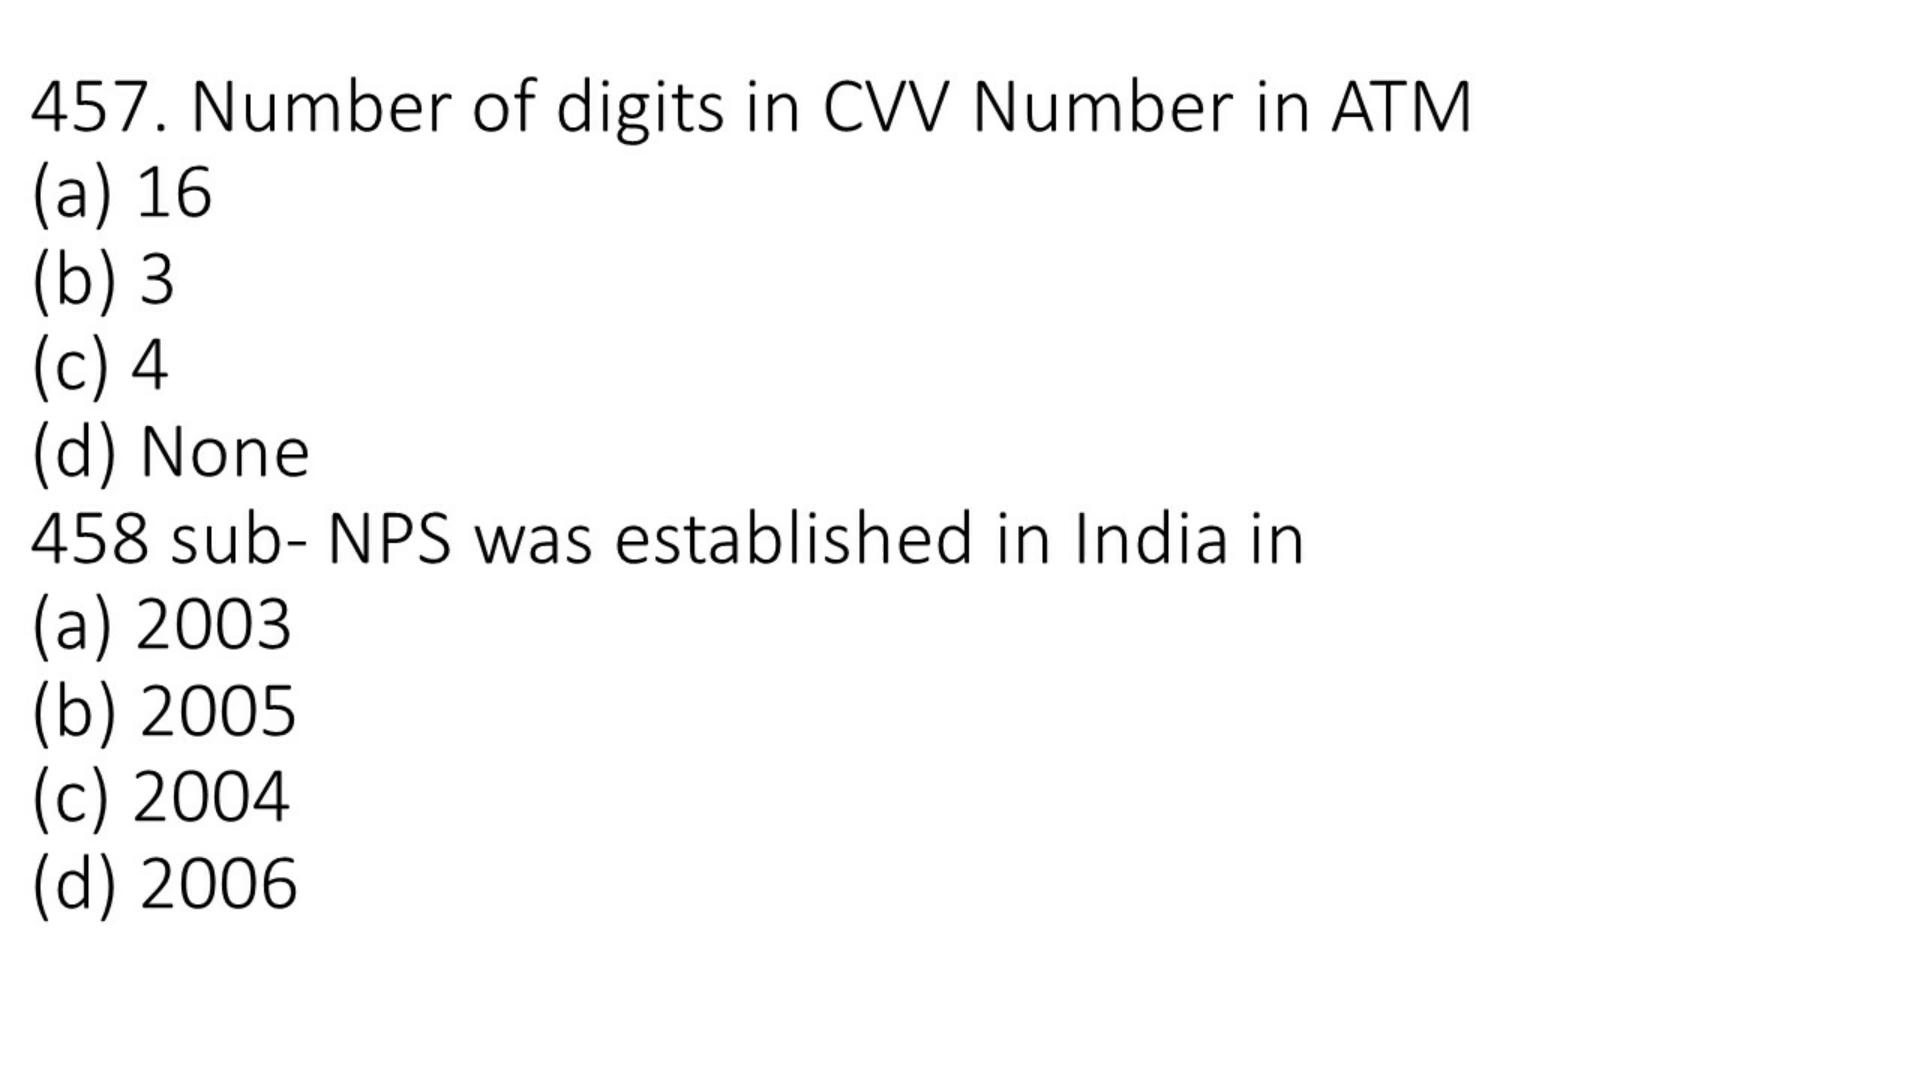 457. Number of digits in CVV Number in ATM
(a) 16
(b) 3
(c) 4
(d) None
458 sub- NPS was established in India in
(a) 2003
(b) 2005
(c) 2004
(d) 2006